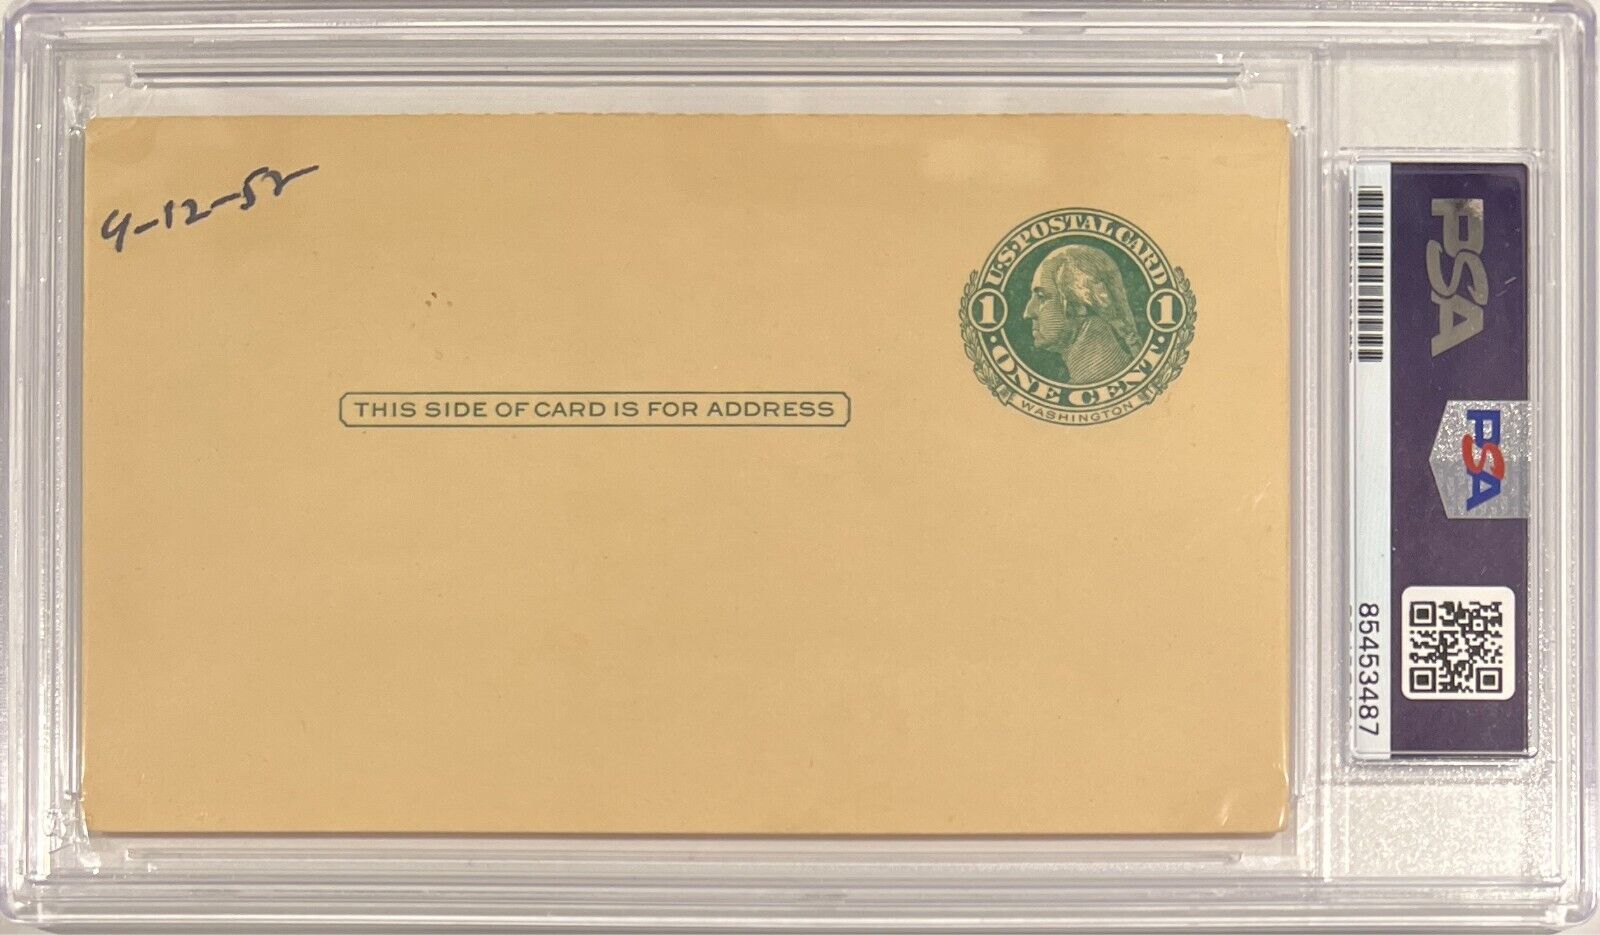 9-12-52
U.S. POSTAL CARD
1 1
· ONE CENT ·
WASHINGTON
THIS SIDE OF CARD IS FOR ADDRESS
PSA
PSA
85453487